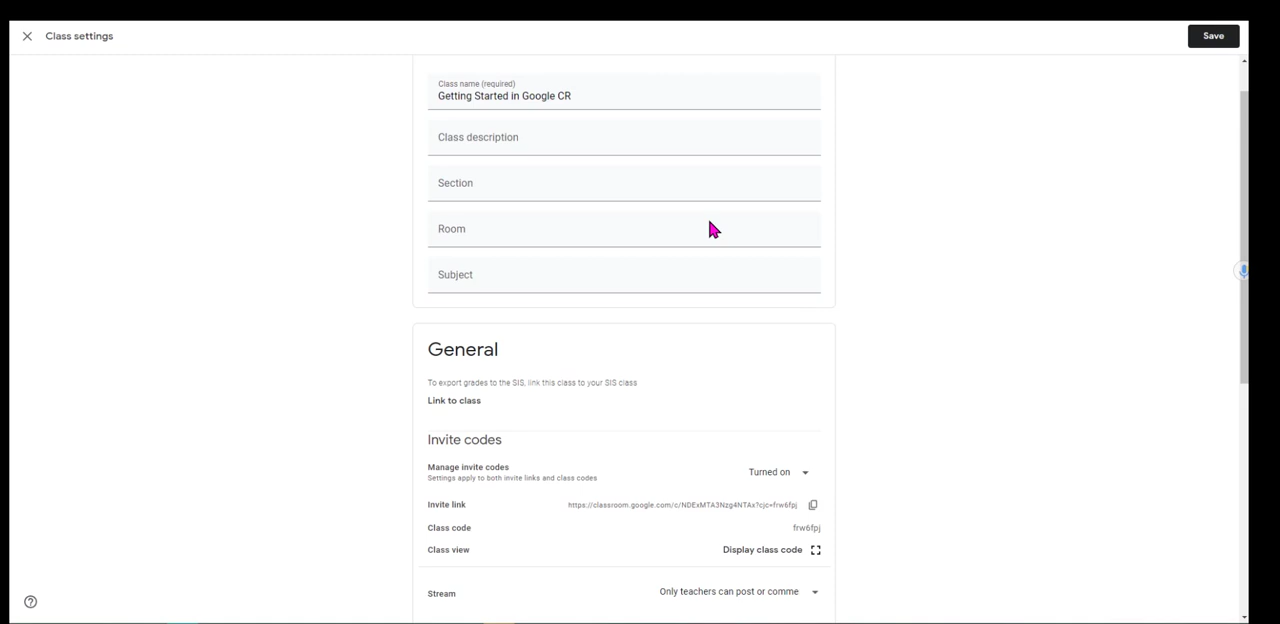 Class settings
Save
Class name (required)
Getting Started in Google CR
Class description
Section
Room
Subject
General
To export grades to the SIS, link this class to your SIS class
Link to class
Invite codes
Manage invite codes
Turned on
Settings apply to both invite links and class codes
Invite link
https://classroom.google.com/c/NDExMTA3Nzg4NTAx?cjc=frw6fpj
Class code
frw6fpj
Class view
Display class code
Stream
Only teachers can post or comme